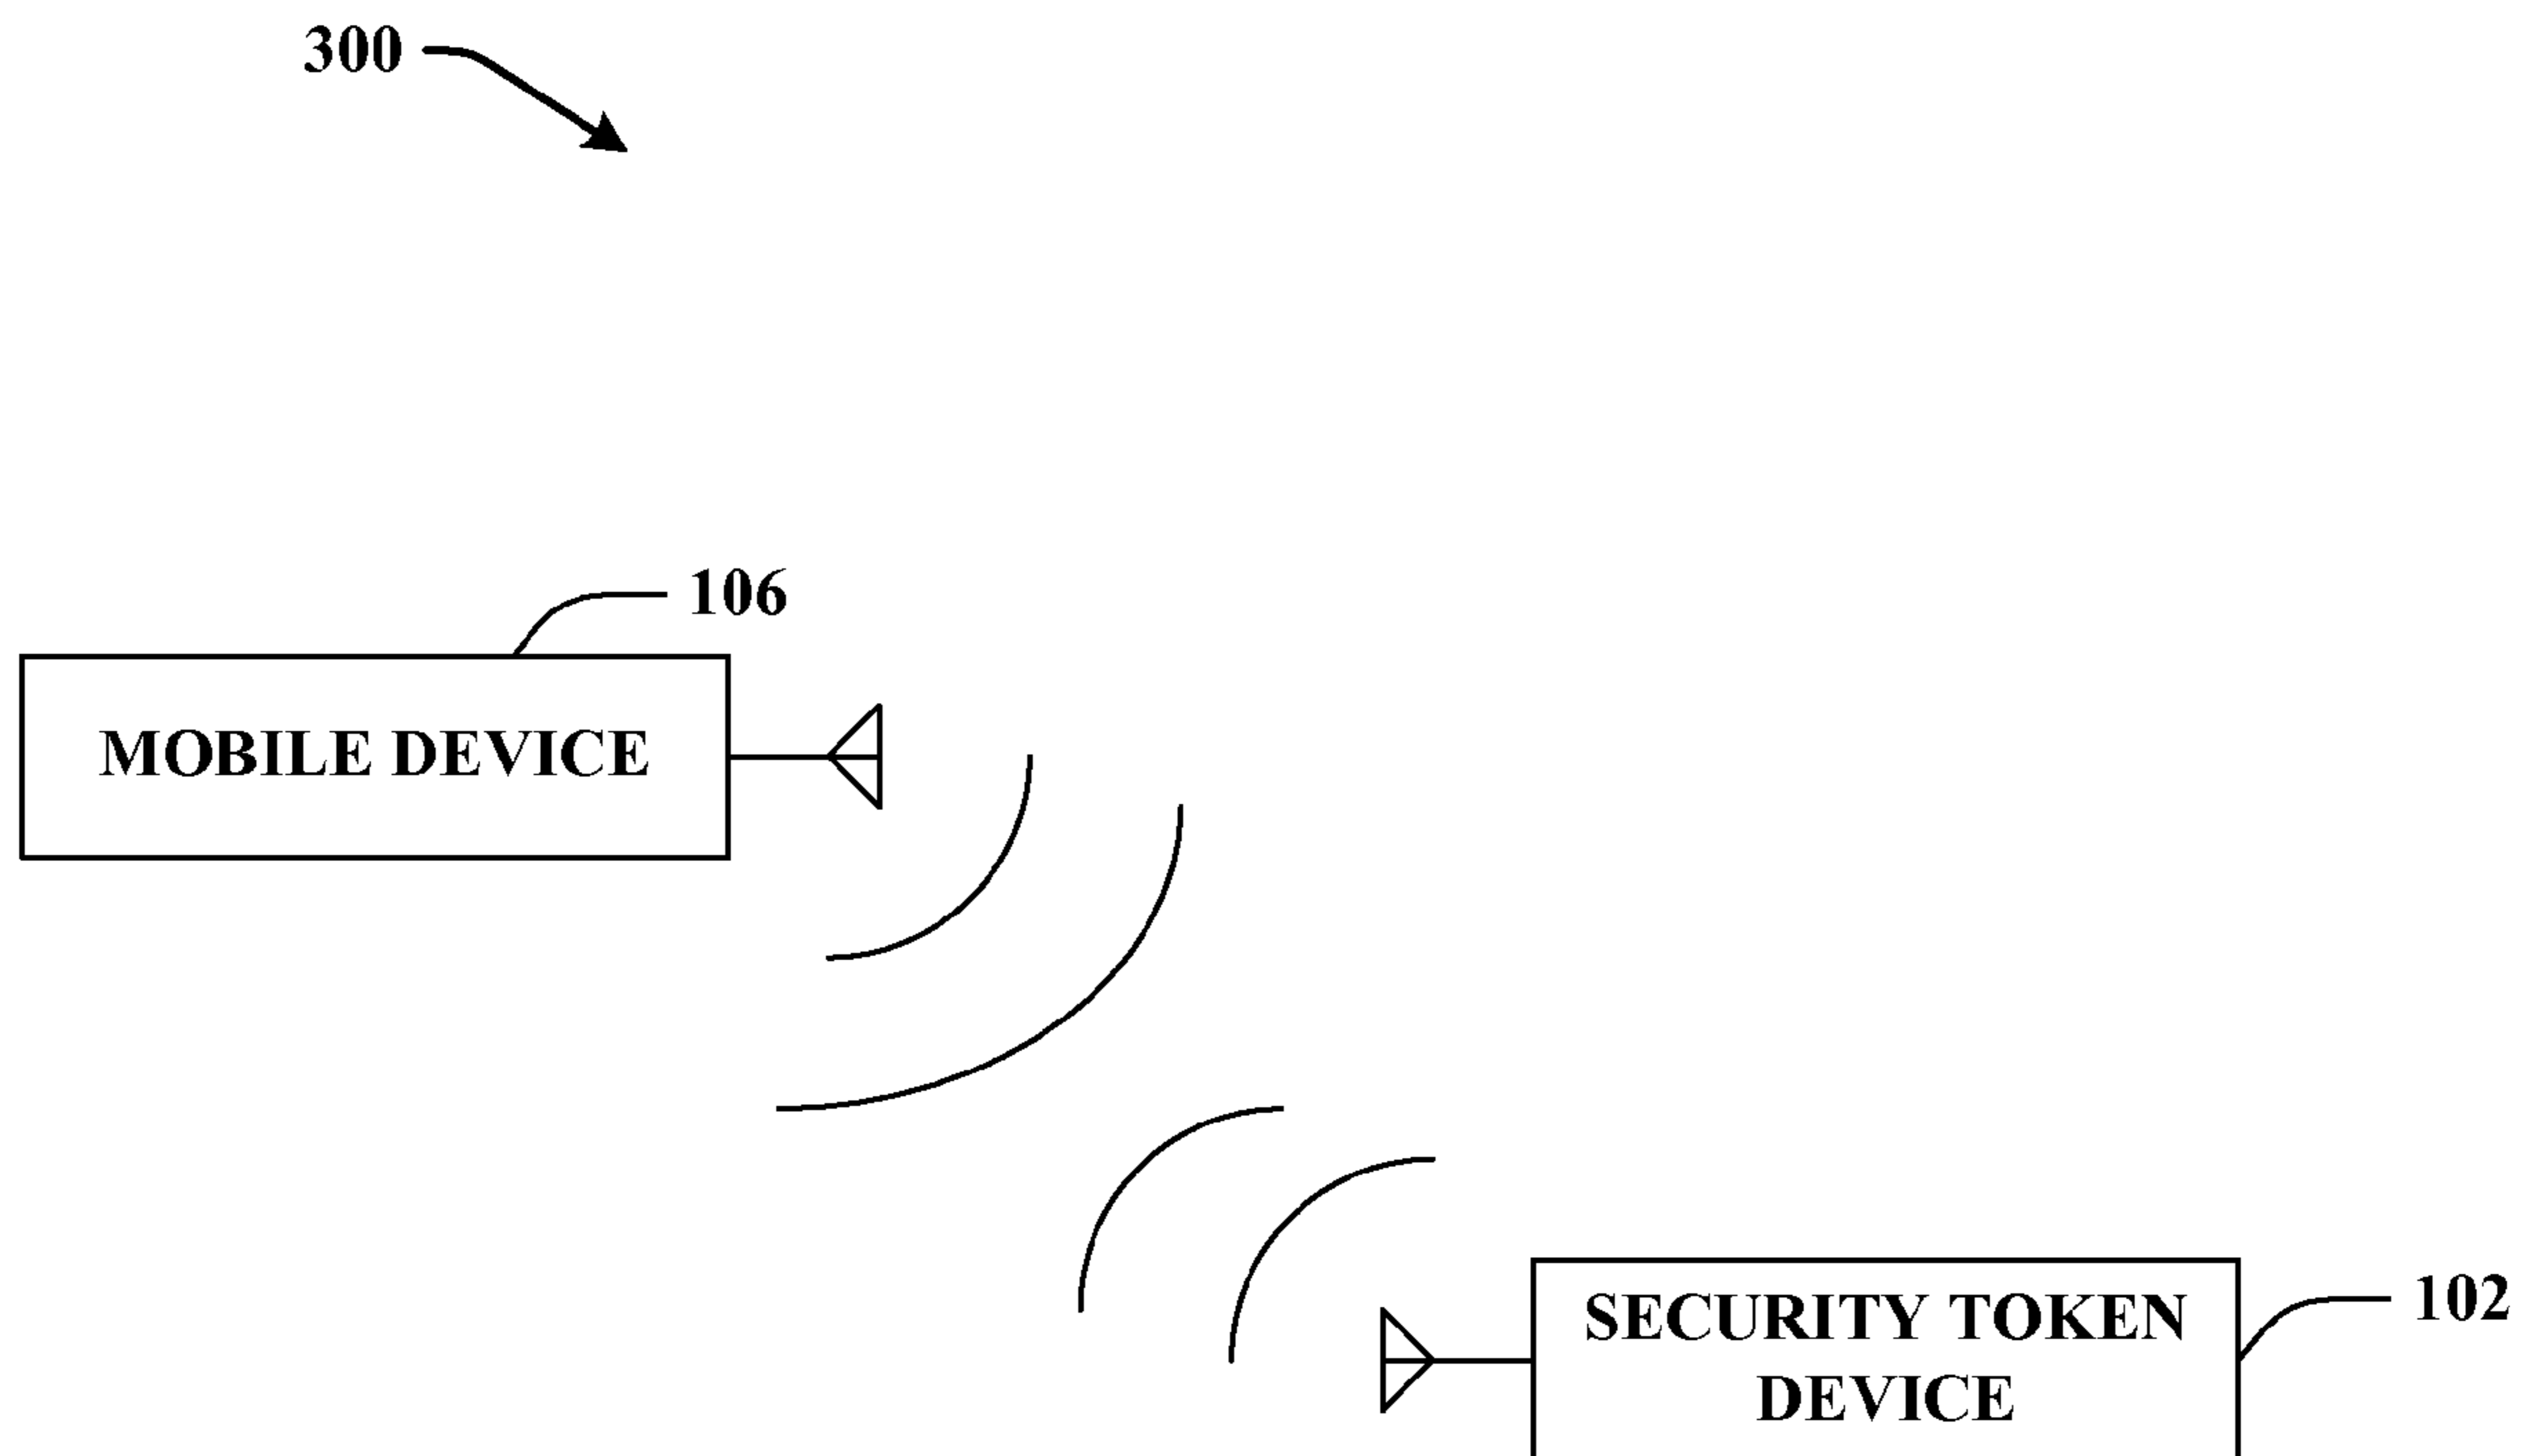 300
106
MOBILE DEVICE
SECURITY TOKEN
DEVICE
102